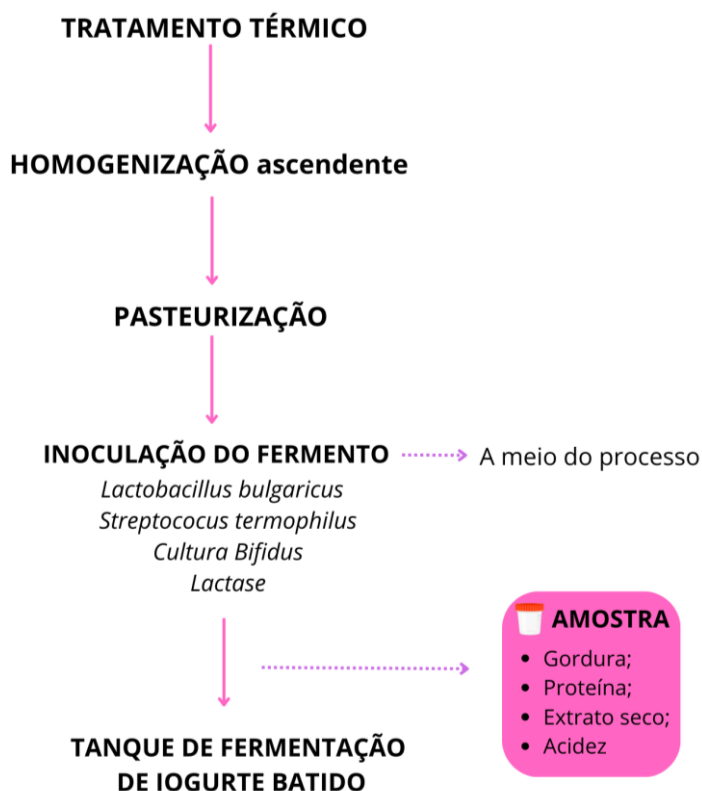 TRATAMENTO TÉRMICO
HOMOGENIZAÇÃO ascendente
PASTEURIZAÇÃO
INOCULAÇÃO DO FERMENTO
A meio do processo
Lactobacillus bulgaricus
Streptococus termophilus
Cultura Bifidus
Lactase
AMOSTRA
• Gordura;
• Proteína;
• Extrato seco;
• Acidez
TANQUE DE FERMENTAÇÃO
DE IOGURTE BATIDO